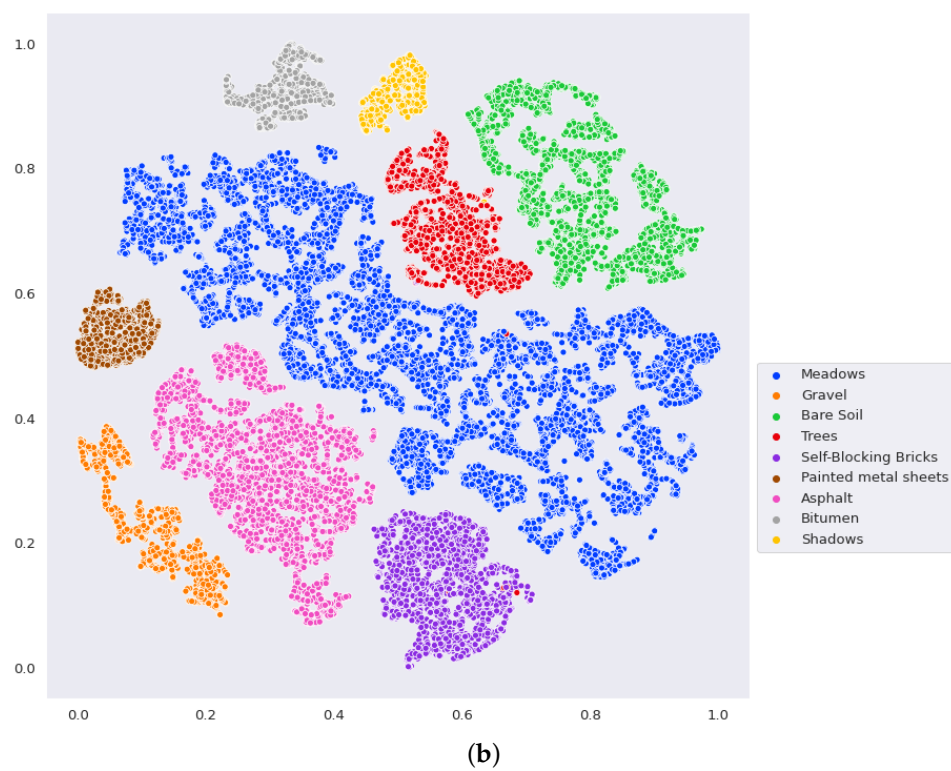 1.0
0.8
0.6
0.4
0.2
0.0
0.0 0.2 0.4 0.6 0.8 1.0
Meadows
Gravel
Bare Soil
Trees
Self-Blocking Bricks
Painted metal sheets
Asphalt
Bitumen
Shadows
(b)